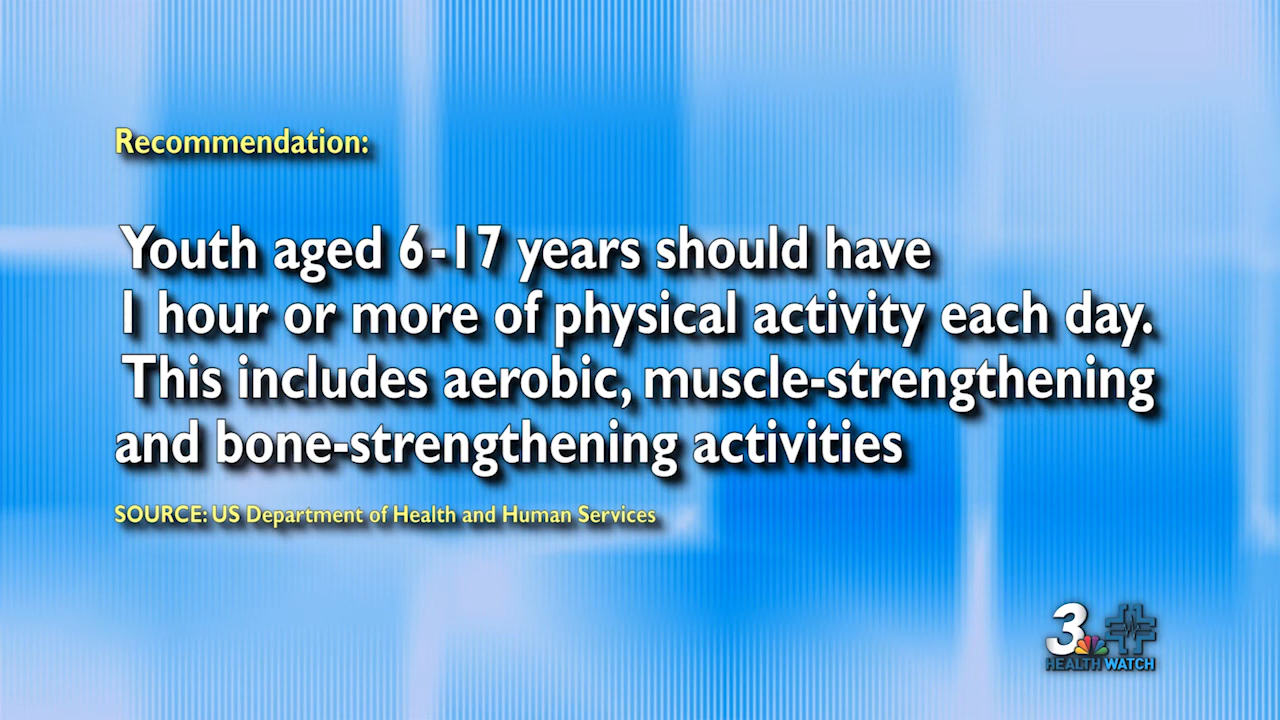 Recommendation:
Youth aged 6-17 years should have
1 hour or more of physical activity each day.
This includes aerobic, muscle-strengthening
and bone-strengthening activities
SOURCE: US Department of Health and Human Services
3
HEALTH WATCH